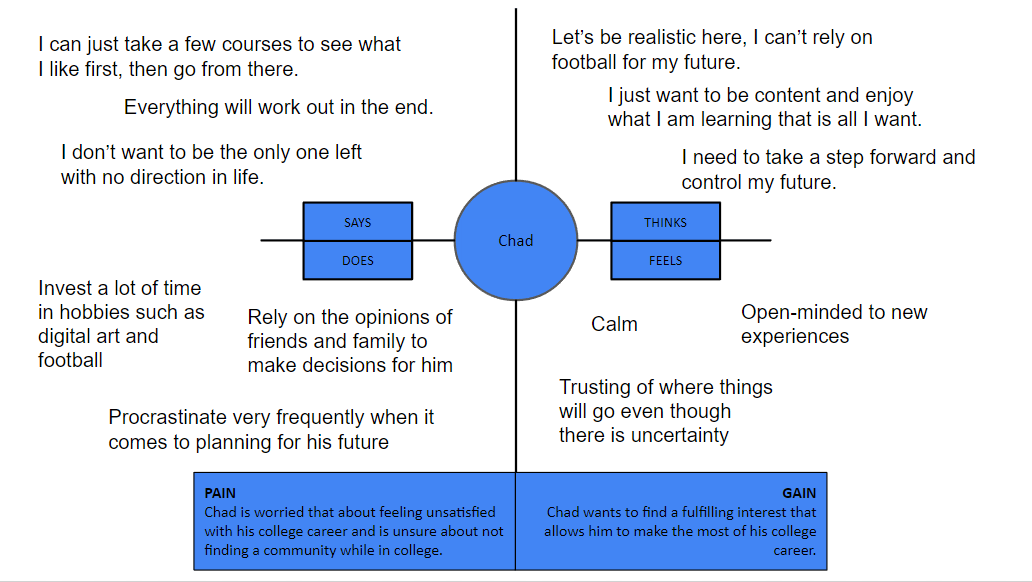 I can just take a few courses to see what
I like first, then go from there.
Everything will work out in the end.
I don’t want to be the only one left
with no direction in life.
Let’s be realistic here, I can’t rely on
football for my future.
I just want to be content and enjoy
what I am learning that is all I want.
I need to take a step forward and
control my future.
SAYS
DOES
Chad
THINKS
FEELS
Invest a lot of time
in hobbies such as
digital art and
football
Rely on the opinions of
friends and family to
make decisions for him
Procrastinate very frequently when it
comes to planning for his future
Calm
Open-minded to new
experiences
Trusting of where things
will go even though
there is uncertainty
PAIN
Chad is worried that about feeling unsatisfied
with his college career and is unsure about not
finding a community while in college.
GAIN
Chad wants to find a fulfilling interest that
allows him to make the most of his college
career.